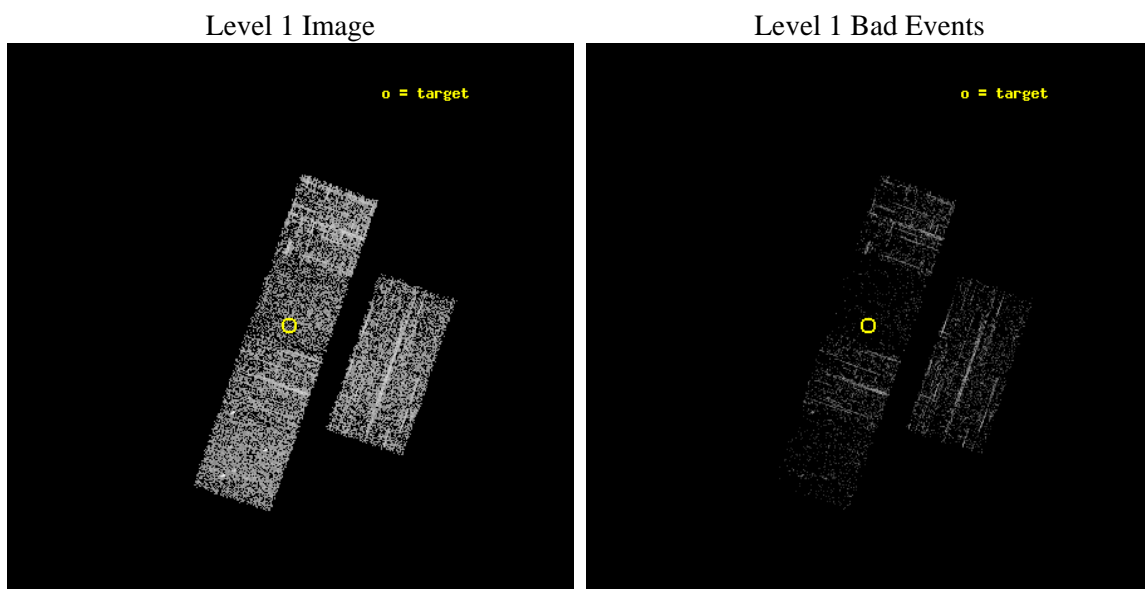 Level 1 Image
Level 1 Bad Events
o = target
o = target